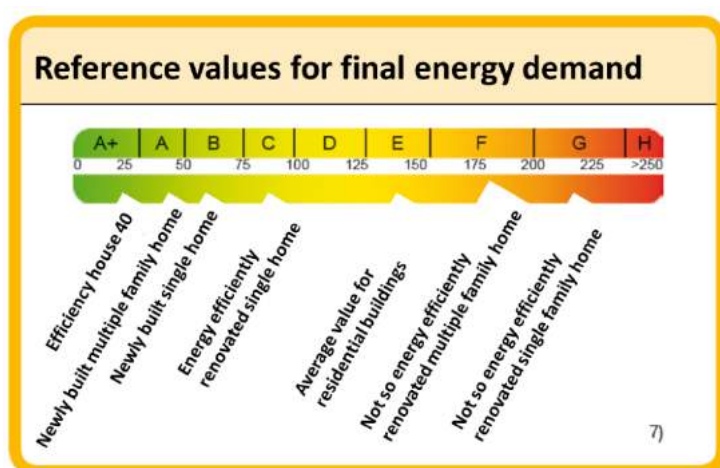 Reference values for final energy demand
A+ A B C D E F G H
0 25 50 75 100 125 150 175 200 225 >250
Efficiency house 40
Newly built multiple family home
Newly built single home
Energy efficiently
renovated single home
Average value for
residential buildings
Not so energy efficiently
renovated multiple family home
Not so energy efficiently
renovated single family home
7)